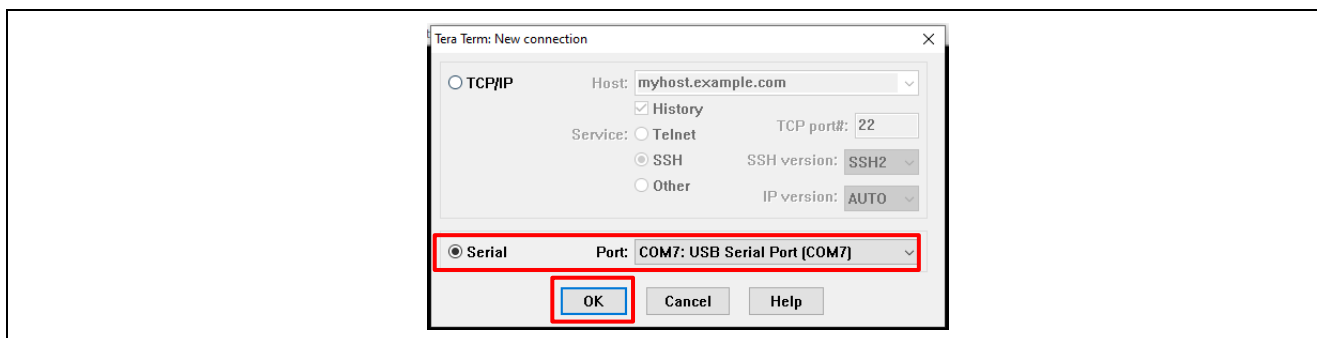 Tera Term: New connection
TCP/IP
Host: myhost.example.com
History
Service: Telnet
TCP port#: 22
SSH
SSH version: SSH2
Other
IP version: AUTO
Serial
Port: COM7: USB Serial Port (COM7)
OK Cancel Help